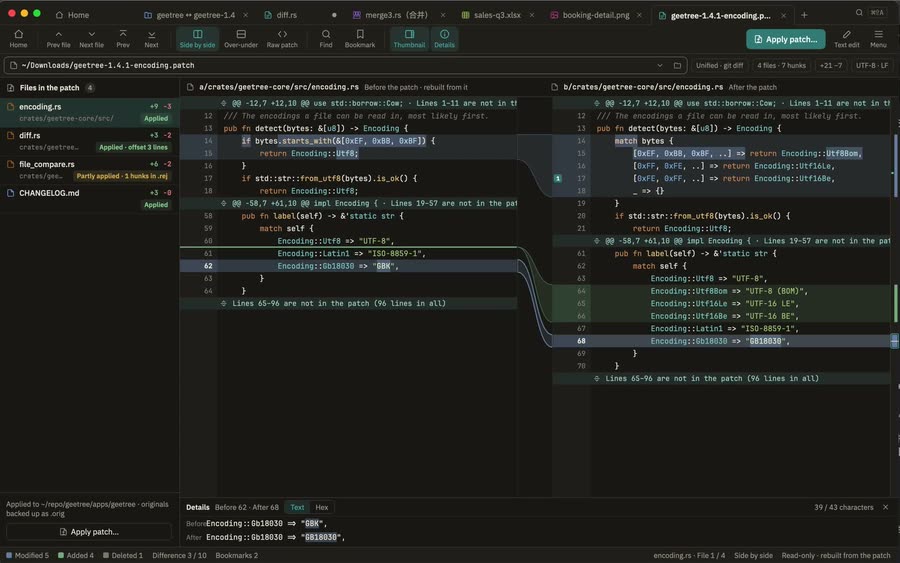 Home
geetree ↔ geetree-1.4
diff.rs
merge3.rs（合并）
sales-q3.xlsx
booking-detail.png
geetree-1.4.1-encoding.p…
Home
Prev file
Next file
Prev
Next
Side by side
Over-under
Raw patch
Find
Bookmark
Thumbnail
Details
Apply patch…
Text edit
Menu
~/Downloads/geetree-1.4.1-encoding.patch
Unified · git diff
4 files · 7 hunks
+21 −7
UTF-8 · LF
Files in the patch 4
encoding.rs +9 -3
crates/geetree-core/src/ Applied
diff.rs +3 -2
crates/gee… Applied · offset 3 lines
file_compare.rs +6 -2
crates/gee… Partly applied · 1 hunks in .rej
CHANGELOG.md +3 -0
Applied
Applied to ~/repo/geetree/apps/geetree · originals
backed up as .orig
Apply patch…
a/crates/geetree-core/src/encoding.rs Before the patch · rebuilt from it
@@ -12,7 +12,10 @@ use std::borrow::Cow; · Lines 1–11 are not in th
12 /// The encodings a file can be read in, most likely first.
13 pub fn detect(bytes: &[u8]) -> Encoding {
14 if bytes.starts_with(&[0xEF, 0xBB, 0xBF]) {
15 return Encoding::Utf8;
16 }
17 if std::str::from_utf8(bytes).is_ok() {
18 return Encoding::Utf8;
@@ -58,7 +61,10 @@ impl Encoding { · Lines 19–57 are not in the pat
58 pub fn label(self) -> &'static str {
59 match self {
60 Encoding::Utf8 => "UTF-8",
61 Encoding::Latin1 => "ISO-8859-1",
62 Encoding::Gb18030 => "GBK",
63 }
64 }
Lines 65–96 are not in the patch (96 lines in all)
b/crates/geetree-core/src/encoding.rs After the patch
@@ -12,7 +12,10 @@ use std::borrow::Cow; · Lines 1–11 are not in th
12 /// The encodings a file can be read in, most likely first.
13 pub fn detect(bytes: &[u8]) -> Encoding {
14 match bytes {
15 [0xEF, 0xBB, 0xBF, ..] => return Encoding::Utf8Bom,
16 [0xFF, 0xFE, ..] => return Encoding::Utf16Le,
1 17 [0xFE, 0xFF, ..] => return Encoding::Utf16Be,
18 _ => {}
19 }
20 if std::str::from_utf8(bytes).is_ok() {
21 return Encoding::Utf8;
@@ -58,7 +61,10 @@ impl Encoding { · Lines 19–57 are not in the pat
61 pub fn label(self) -> &'static str {
62 match self {
63 Encoding::Utf8 => "UTF-8",
64 Encoding::Utf8Bom => "UTF-8 (BOM)",
65 Encoding::Utf16Le => "UTF-16 LE",
66 Encoding::Utf16Be => "UTF-16 BE",
67 Encoding::Latin1 => "ISO-8859-1",
68 Encoding::Gb18030 => "GB18030",
69 }
70 }
Lines 65–96 are not in the patch (96 lines in all)
Details Before 62 · After 68 Text Hex 39 / 43 characters
Before Encoding::Gb18030 => "GBK",
After Encoding::Gb18030 => "GB18030",
Modified 5 Added 4 Deleted 1 Difference 3 / 10 Bookmarks 2
encoding.rs · File 1 / 4 Side by side Read-only · rebuilt from the patch